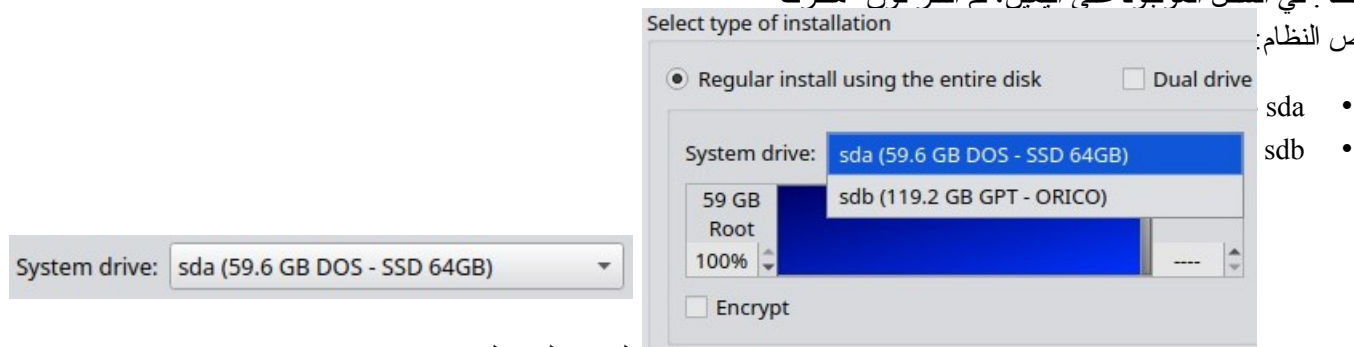 Select type of installation
ص النظام:
Regular install using the entire disk
Dual drive
• sda
• sdb
System drive: sda (59.6 GB DOS - SSD 64GB)
sdb (119.2 GB GPT - ORICO)
59 GB
Root
100%
----
Encrypt
System drive: sda (59.6 GB DOS - SSD 64GB)